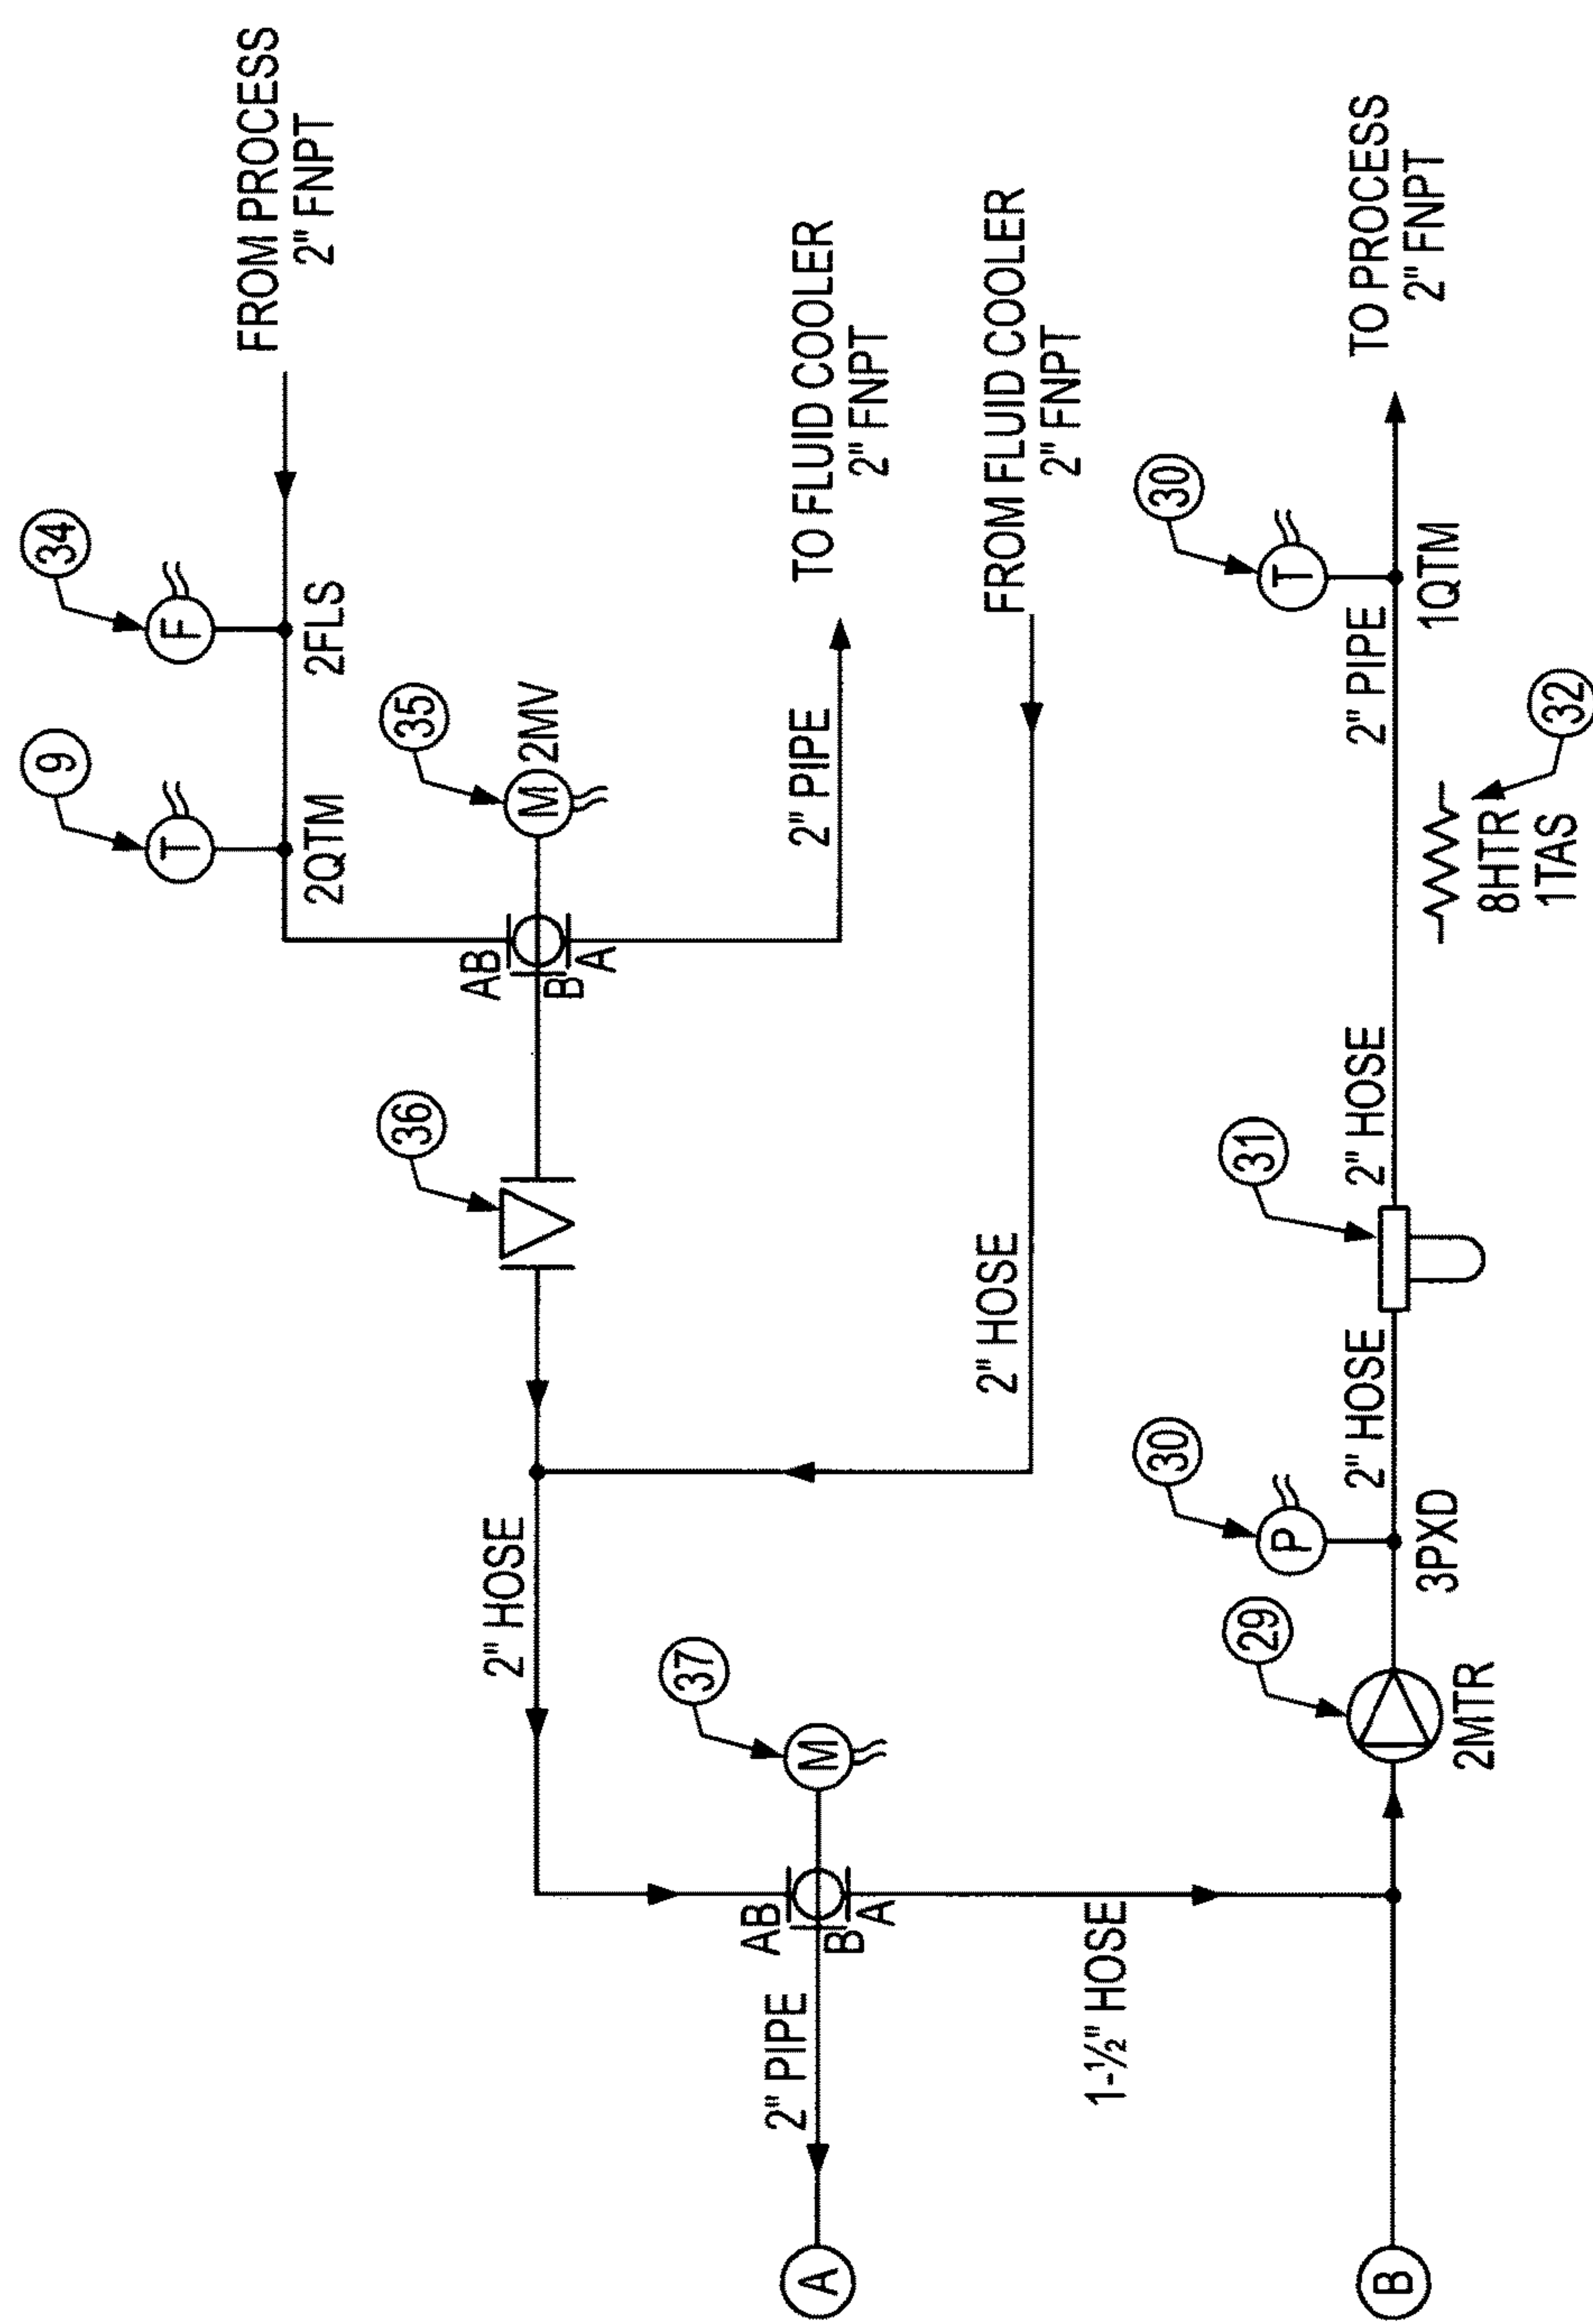 FROM PROCESS
2" FNPT
34
F
2FLS
9
T
2QTM
35
M
2MV
AB
B
A
2" PIPE
TO FLUID COOLER
2" FNPT
36
FROM FLUID COOLER
2" FNPT
2" HOSE
2" HOSE
37
M
AB
B
A
2" PIPE
A
1-½" HOSE
B
29
2MTR
30
P
3PXD
2" HOSE
31
2" HOSE
32
8HTR
1TAS
2" PIPE
30
T
1QTM
TO PROCESS
2" FNPT